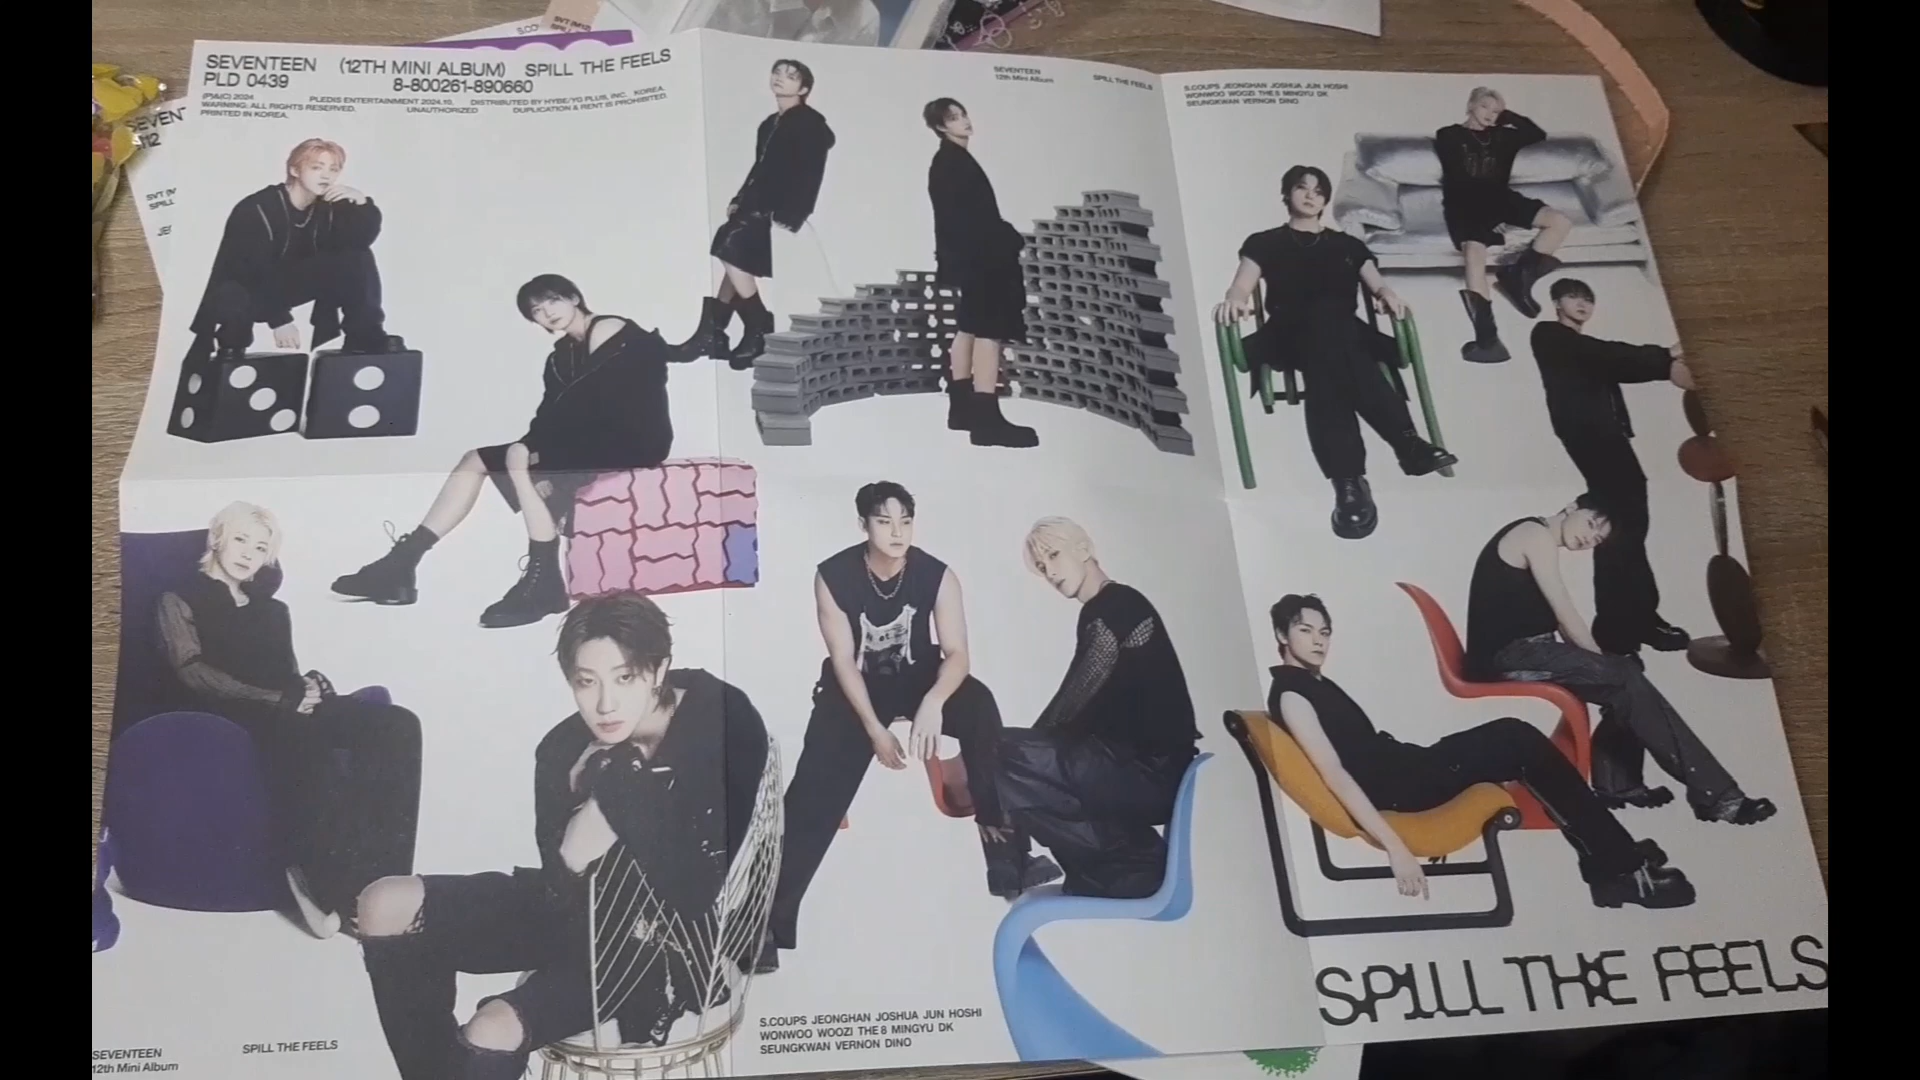 SEVENTEEN (12TH MINI ALBUM) SPILL THE FEELS
PLD 0439 8-800261-890660
(P)&(C) 2024 PLEDIS ENTERTAINMENT 2024.10. DISTRIBUTED BY HYBE/YG PLUS, INC. KOREA.
WARNING: ALL RIGHTS RESERVED. UNAUTHORIZED DUPLICATION & RENT IS PROHIBITED.
PRINTED IN KOREA.
SEVENTEEN SPILL THE FEELS
12th Mini Album
S.COUPS JEONGHAN JOSHUA JUN HOSHI
WONWOO WOOZI THE 8 MINGYU DK
SEUNGKWAN VERNON DINO
S.COUPS JEONGHAN JOSHUA JUN HOSHI
WONWOO WOOZI THE 8 MINGYU DK
SEUNGKWAN VERNON DINO
SPILL THE FEELS
SEVENTEEN SPILL THE FEELS
12th Mini Album